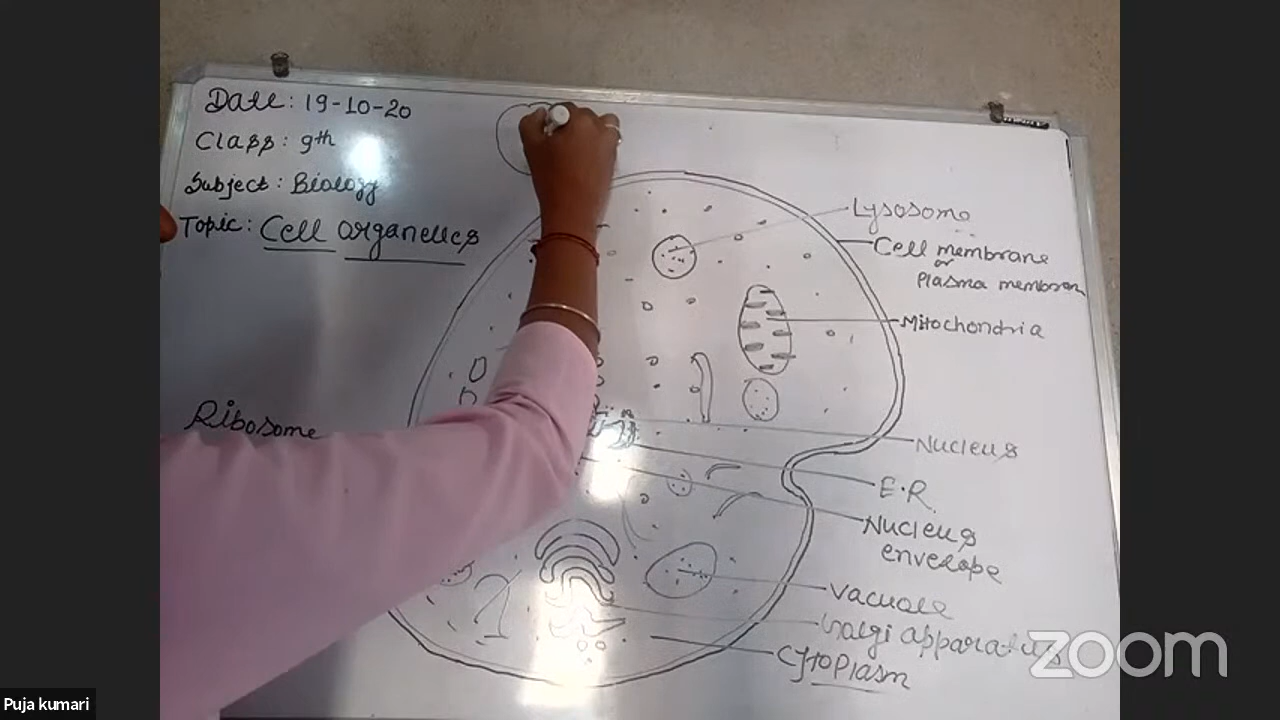 Date: 19-10-20
Class: 9th
Subject: Biology
Topic: Cell organelles
Lysosome
Cell membrane
or
Plasma membran
Mitochondria
Ribosome
Nucleus
E.R.
Nucleus
envelope
Vacuole
Golgi apparatus
Cytoplasm
zoom
Puja kumari